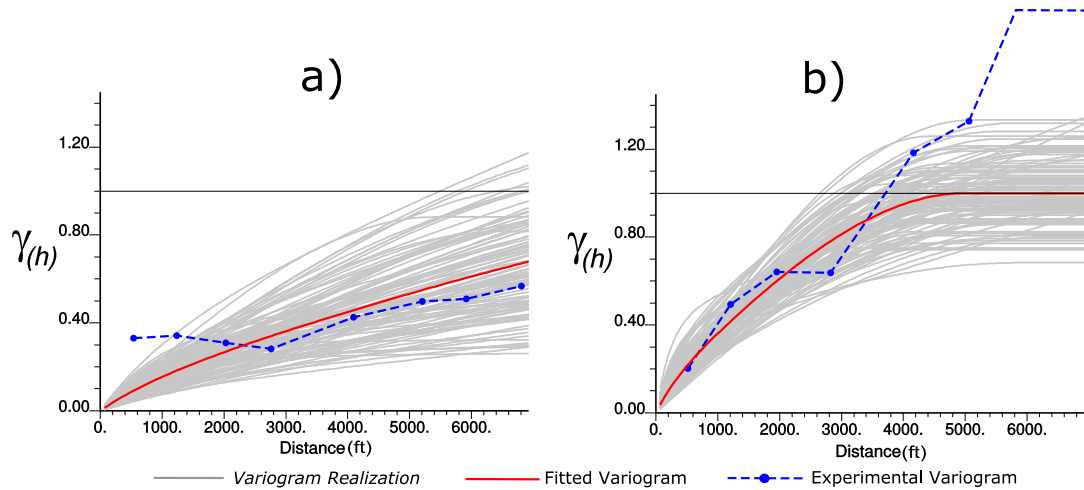 a)
b)
1.20
0.80
0.40
0.00
γ(h)
0.
1000.
2000.
3000.
4000.
5000.
6000.
Distance(ft)
1.20
0.80
0.40
0.00
γ(h)
0.
1000.
2000.
3000.
4000.
5000.
6000.
Distance(ft)
Variogram Realization
Fitted Variogram
Experimental Variogram